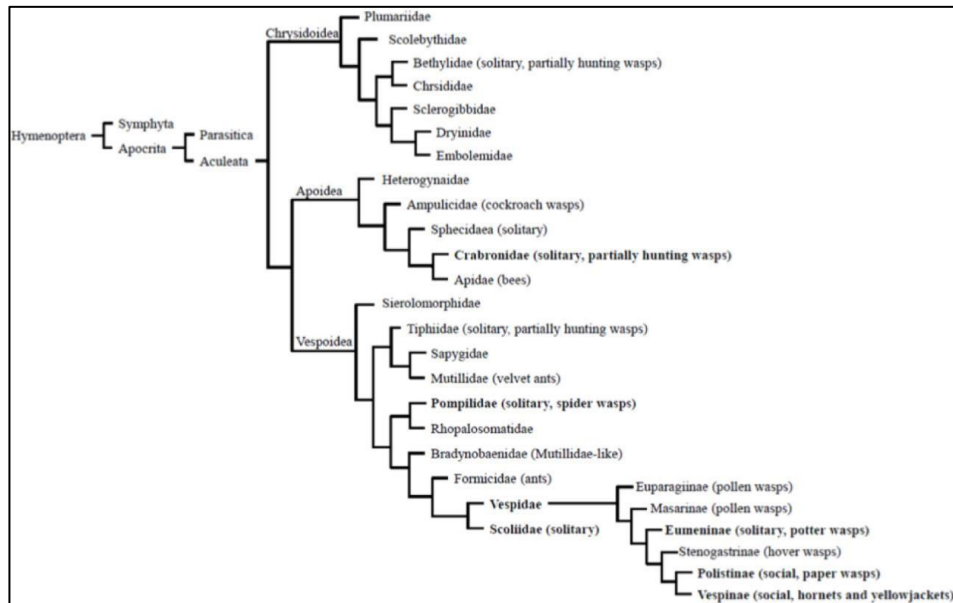 Plumariidae
Chrysidoidea
Scolebythidae
Bethylidae (solitary, partially hunting wasps)
Chrsididae
Sclerogibbidae
Dryinidae
Embolemidae
Hymenoptera
Symphyta
Apocrita
Parasitica
Aculeata
Heterogynaidae
Apoidea
Ampulicidae (cockroach wasps)
Sphecidaea (solitary)
Crabronidae (solitary, partially hunting wasps)
Apidae (bees)
Sierolomorphidae
Vespoidea
Tiphiidae (solitary, partially hunting wasps)
Sapygidae
Mutillidae (velvet ants)
Pompilidae (solitary, spider wasps)
Rhopalosomatidae
Bradynobaenidae (Mutillidae-like)
Formicidae (ants)
Vespidae
Scoliidae (solitary)
Euparagiinae (pollen wasps)
Masarinae (pollen wasps)
Eumeninae (solitary, potter wasps)
Stenogastrinae (hover wasps)
Polistinae (social, paper wasps)
Vespinae (social, hornets and yellowjackets)